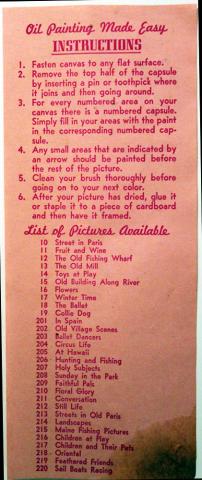 Oil Painting Made Easy
INSTRUCTIONS
1. Fasten canvas to any flat surface.
2. Remove the top half of the capsule
by inserting a pin or toothpick where
it joins and then going around.
3. For every numbered area on your
canvas there is a numbered capsule.
Simply fill in your areas with the paint
in the corresponding numbered cap-
sule.
4. Any small areas that are indicated by
an arrow should be painted before
the rest of the picture.
5. Clean your brush thoroughly before
going on to your next color.
6. After your picture has dried, glue it
or staple it to a piece of cardboard
and then have it framed.
List of Pictures Available
10 Street in Paris
11 Fruit and Wine
12 The Old Fishing Wharf
13 The Old Mill
14 Toys at Play
15 Old Building Along River
16 Flowers
17 Winter Time
18 The Ballet
19 Collie Dog
201 In Spain
202 Old Village Scenes
203 Ballet Dancers
204 Circus Life
205 At Hawaii
206 Hunting and Fishing
207 Holy Subjects
208 Sunday in the Park
209 Faithful Pals
210 Floral Glory
211 Conversation
212 Still Life
213 Streets in Old Paris
214 Landscapes
215 Maine Fishing Pictures
216 Children at Play
217 Children and Their Pets
218 Oriental
219 Feathered Friends
220 Sail Boats Racing